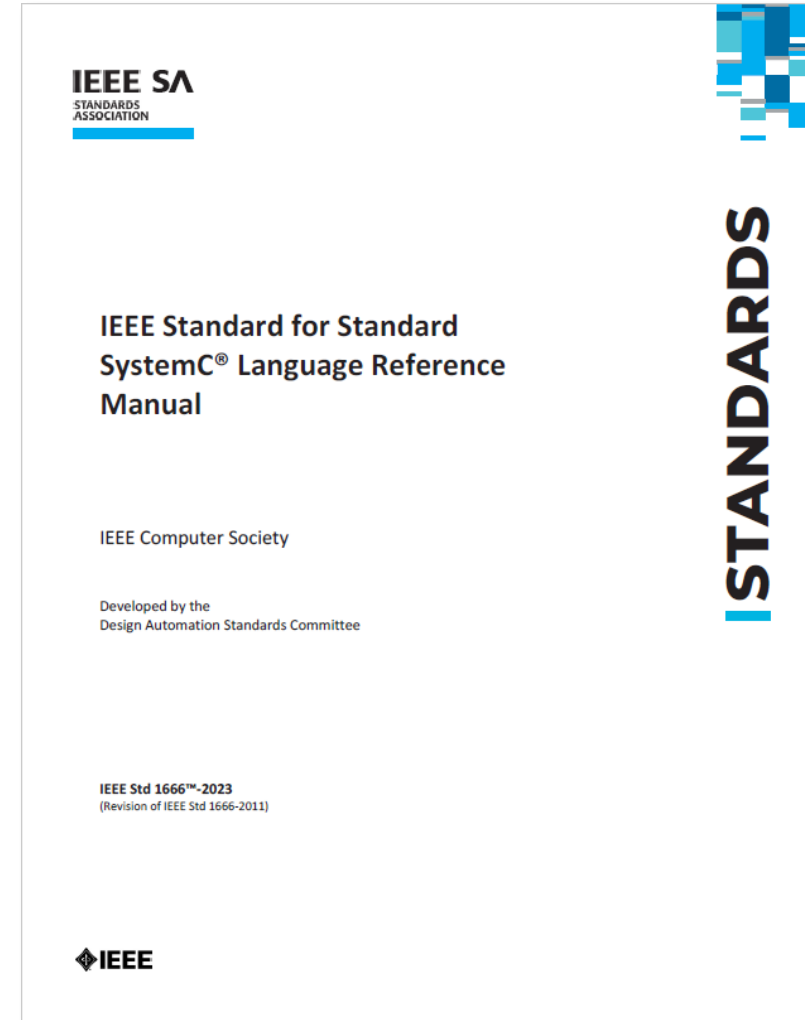 IEEE SA
STANDARDS
ASSOCIATION
STANDARDS
IEEE Standard for Standard
SystemC® Language Reference
Manual
IEEE Computer Society
Developed by the
Design Automation Standards Committee
IEEE Std 1666™-2023
(Revision of IEEE Std 1666-2011)
IEEE